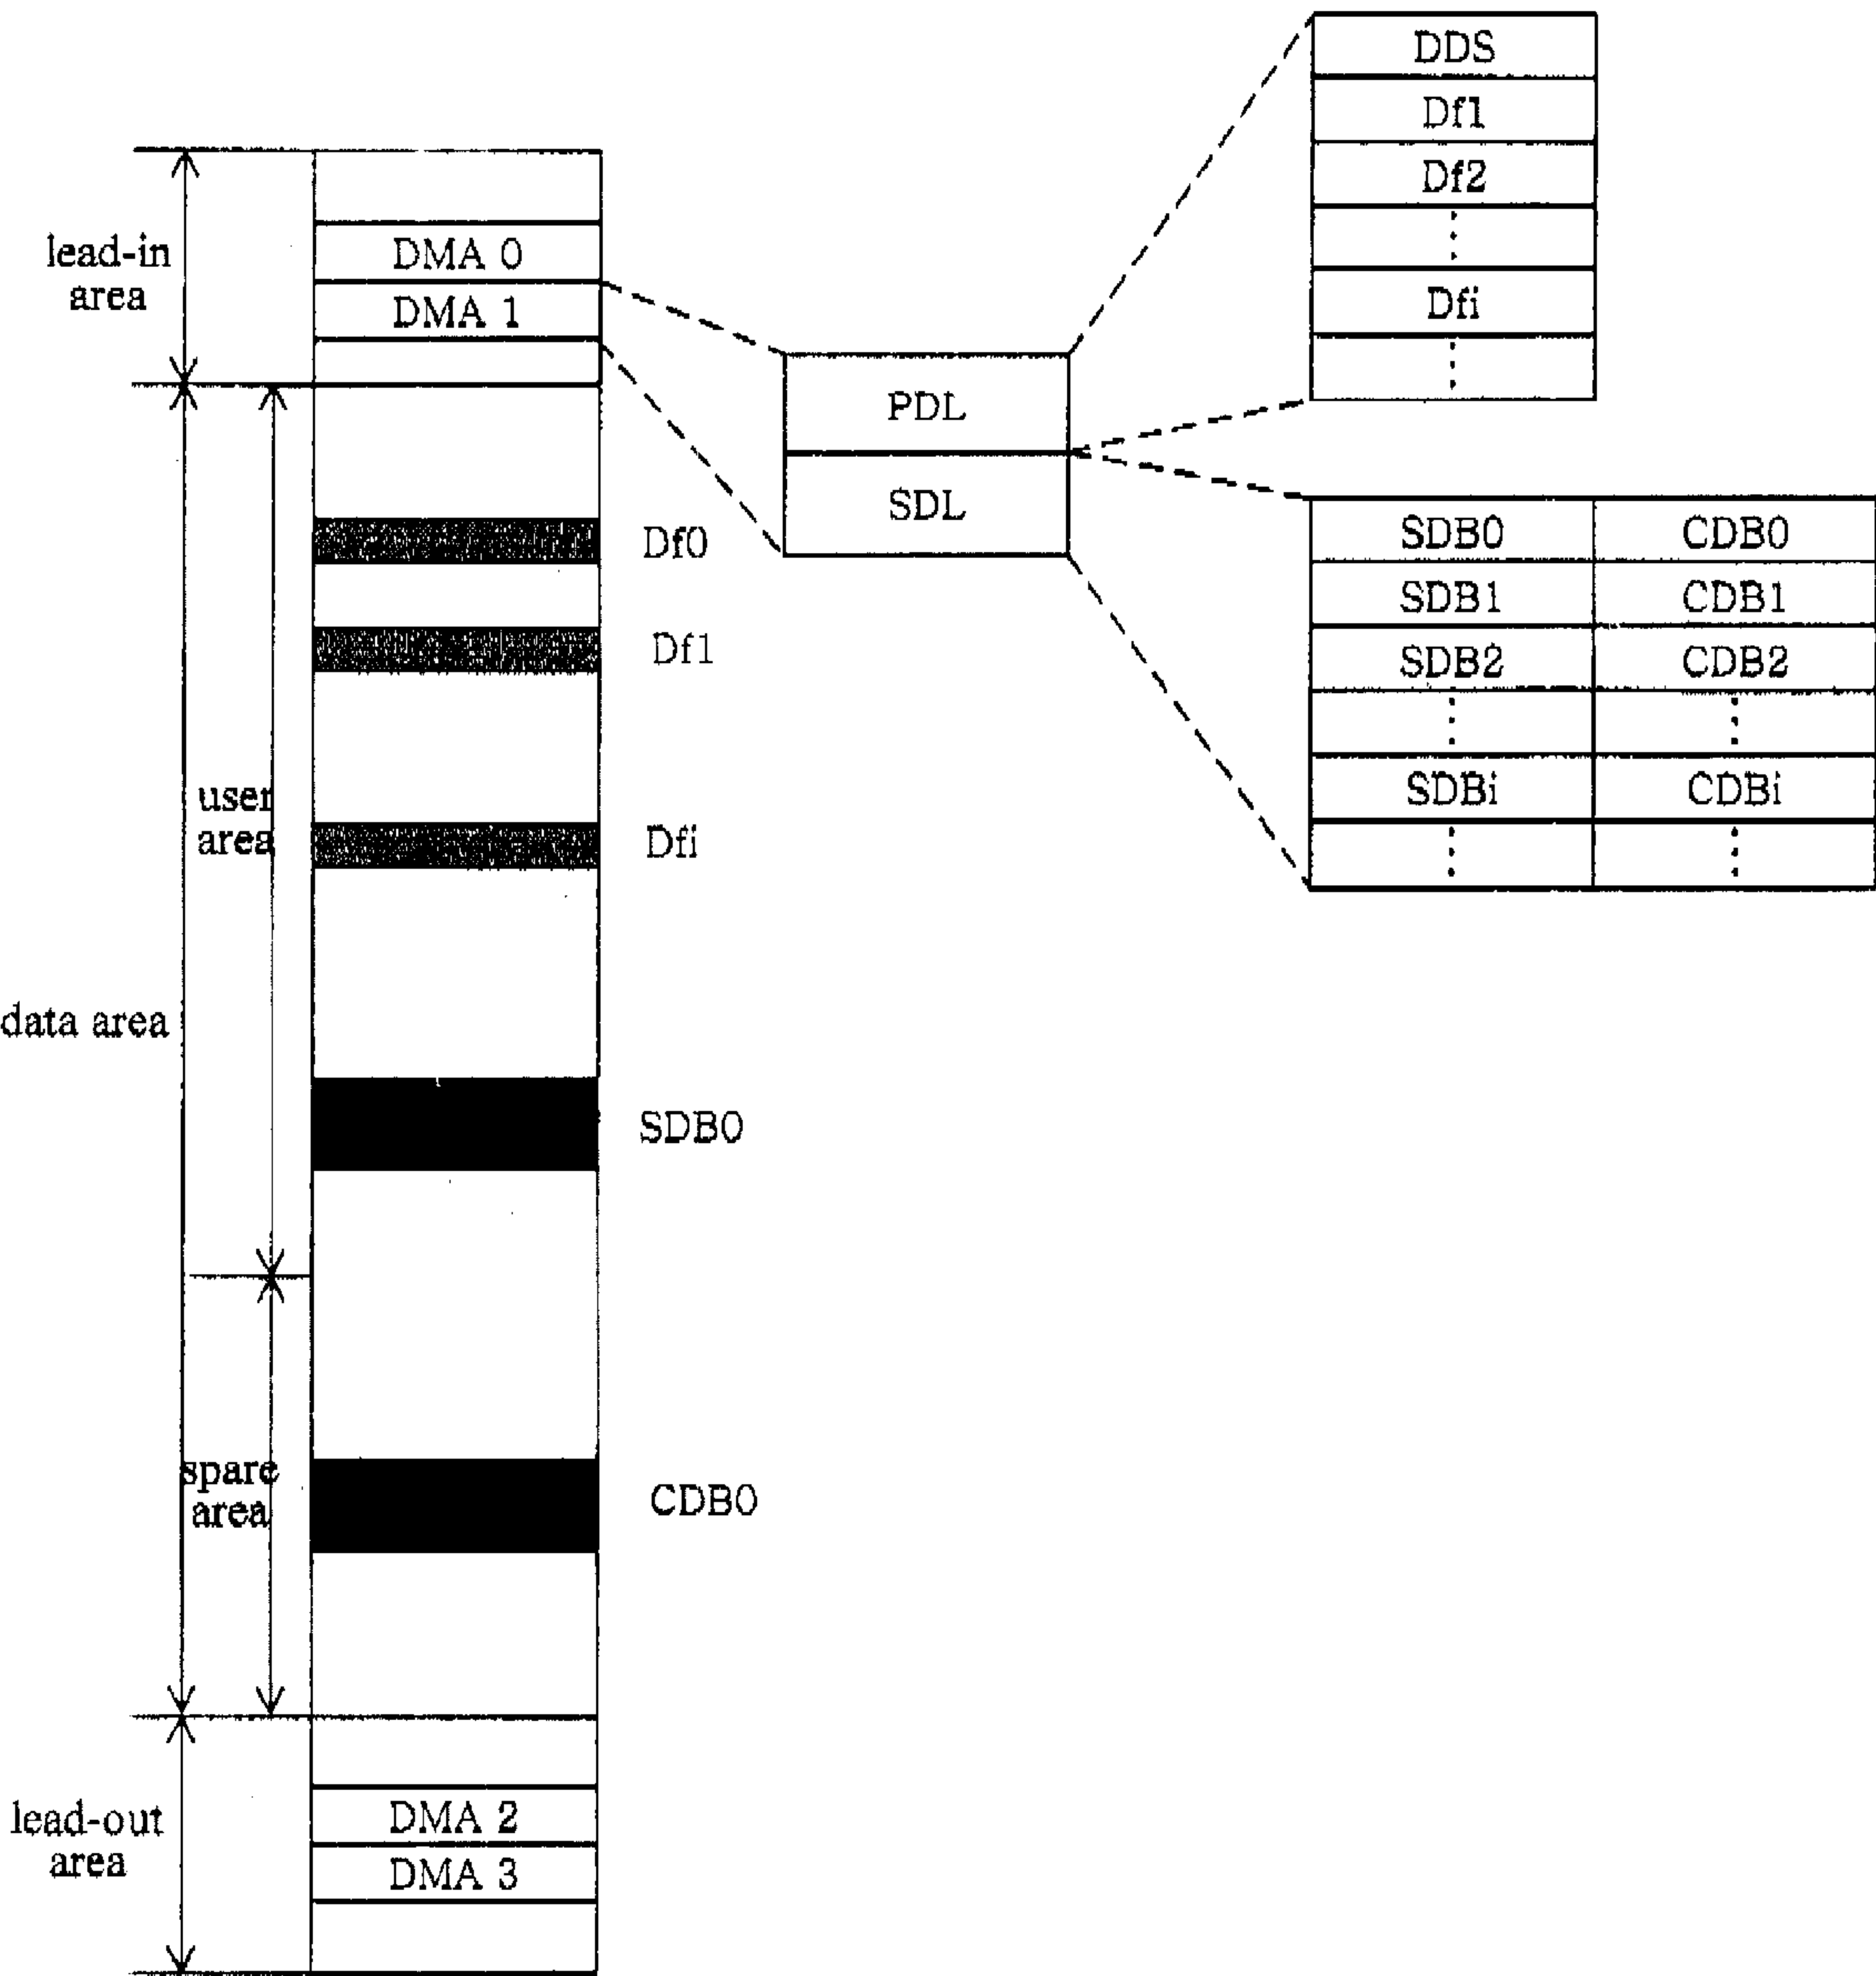 DDS
Df1
Df2
Dfi
lead-in
area
DMA 0
DMA 1
PDL
SDL
SDB0 CDB0
SDB1 CDB1
SDB2 CDB2
SDBi CDBi
Df0
Df1
user
area
Dfi
data area
SDB0
spare
area
CDB0
lead-out
area
DMA 2
DMA 3